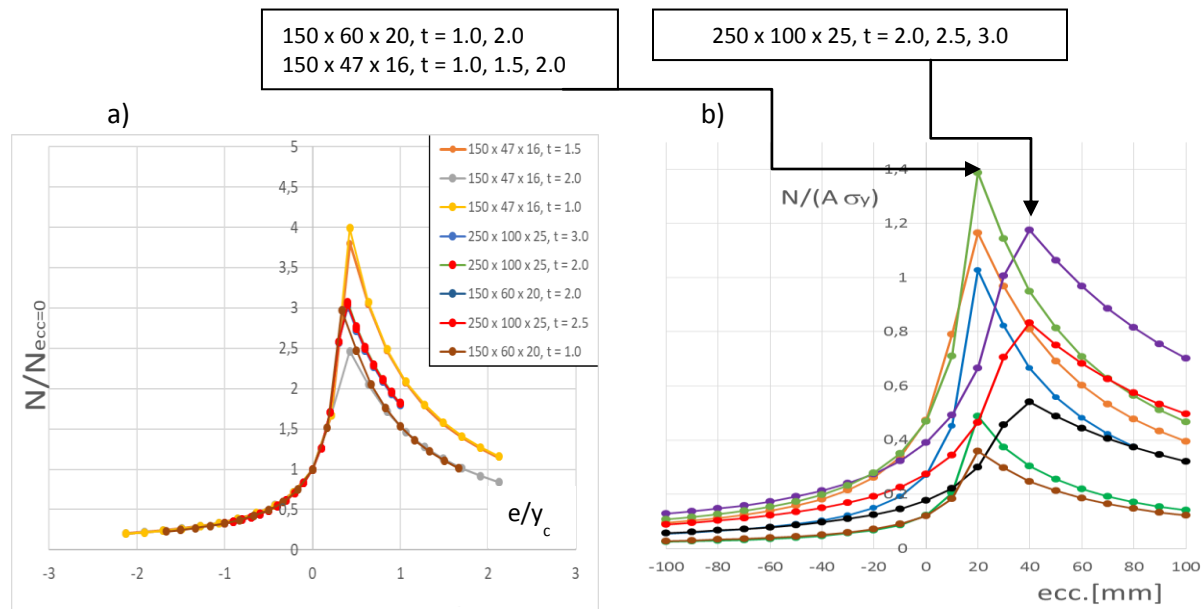 150 x 60 x 20, t = 1.0, 2.0
150 x 47 x 16, t = 1.0, 1.5, 2.0
250 x 100 x 25, t = 2.0, 2.5, 3.0
a)
N/Necc=0
5
4,5
4
3,5
3
2,5
2
1,5
1
0,5
0
-3
-2
-1
0
1
2
3
e/yc
150 x 47 x 16, t = 1.5
150 x 47 x 16, t = 2.0
150 x 47 x 16, t = 1.0
250 x 100 x 25, t = 3.0
250 x 100 x 25, t = 2.0
150 x 60 x 20, t = 2.0
250 x 100 x 25, t = 2.5
150 x 60 x 20, t = 1.0
b)
N/(A σy)
1,4
1,2
1
0,8
0,6
0,4
0
-100
-80
-60
-40
-20
0
20
40
60
80
100
ecc.[mm]